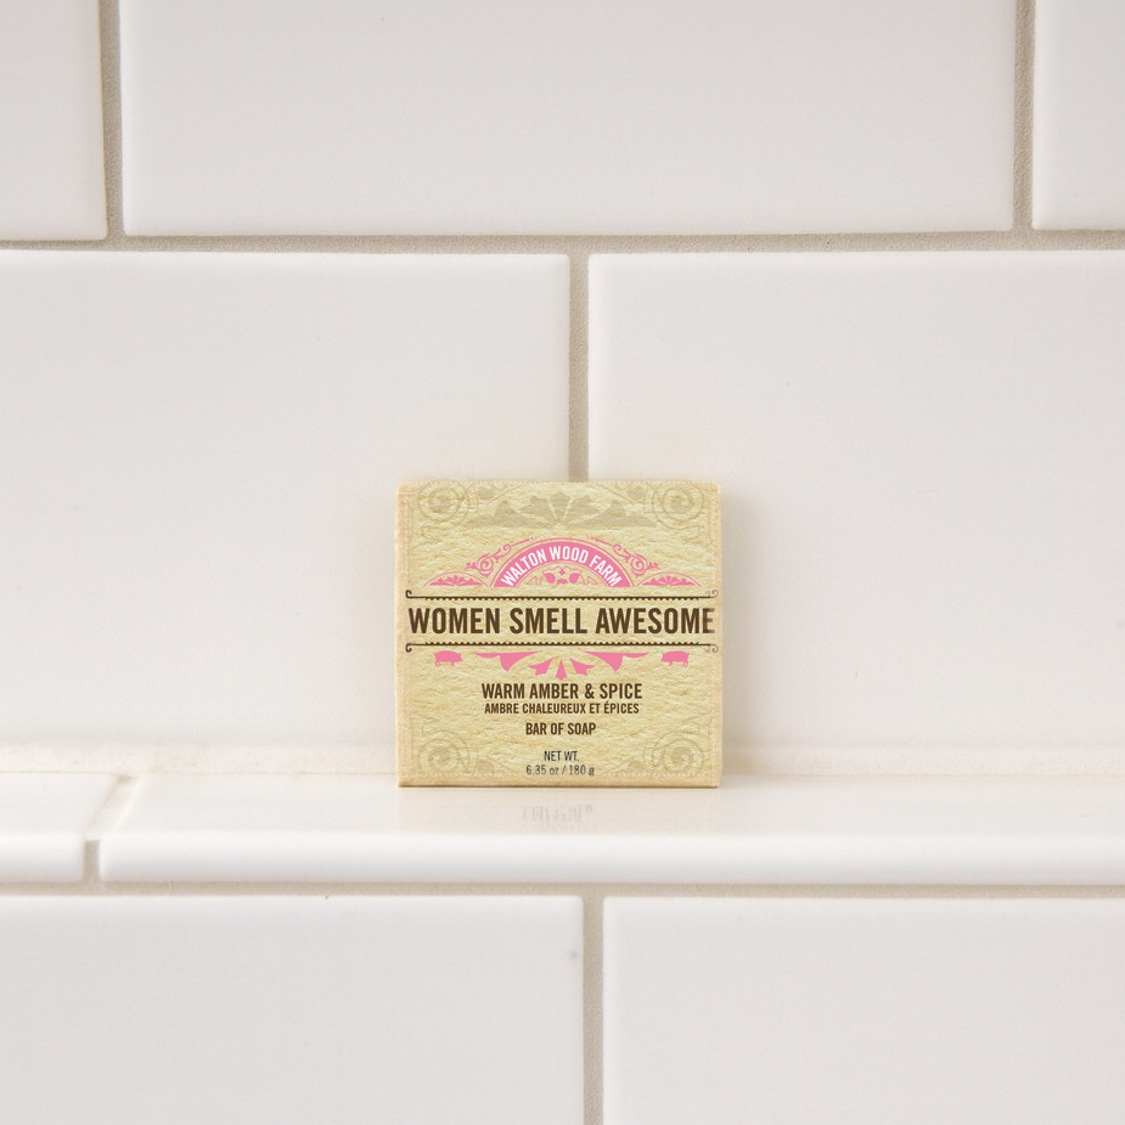 WALTON WOOD FARM
WOMEN SMELL AWESOME
WARM AMBER & SPICE
AMBRE CHALEUREUX ET ÉPICES
BAR OF SOAP
NET WT.
6.35 oz / 180 g